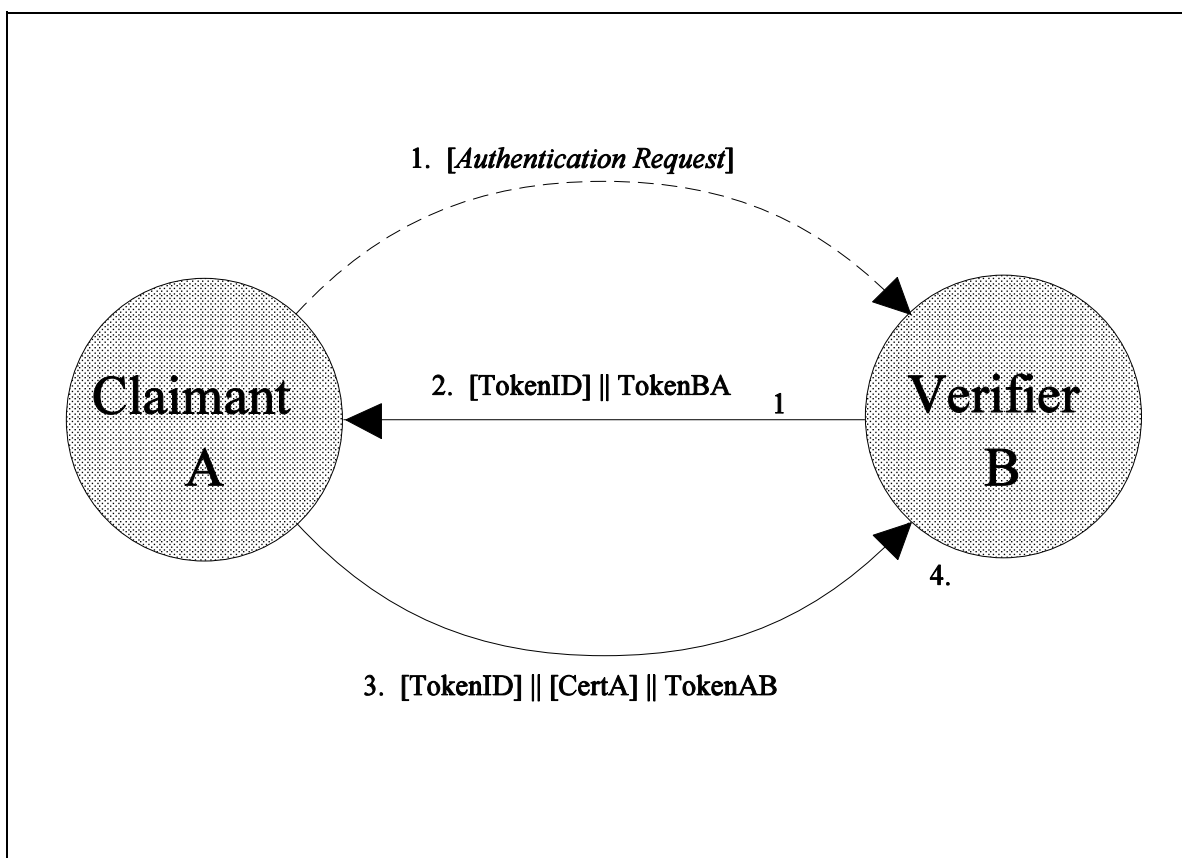 1. [Authentication Request]
Claimant
A
2. [TokenID] || TokenBA
1
Verifier
B
4.
3. [TokenID] || [CertA] || TokenAB